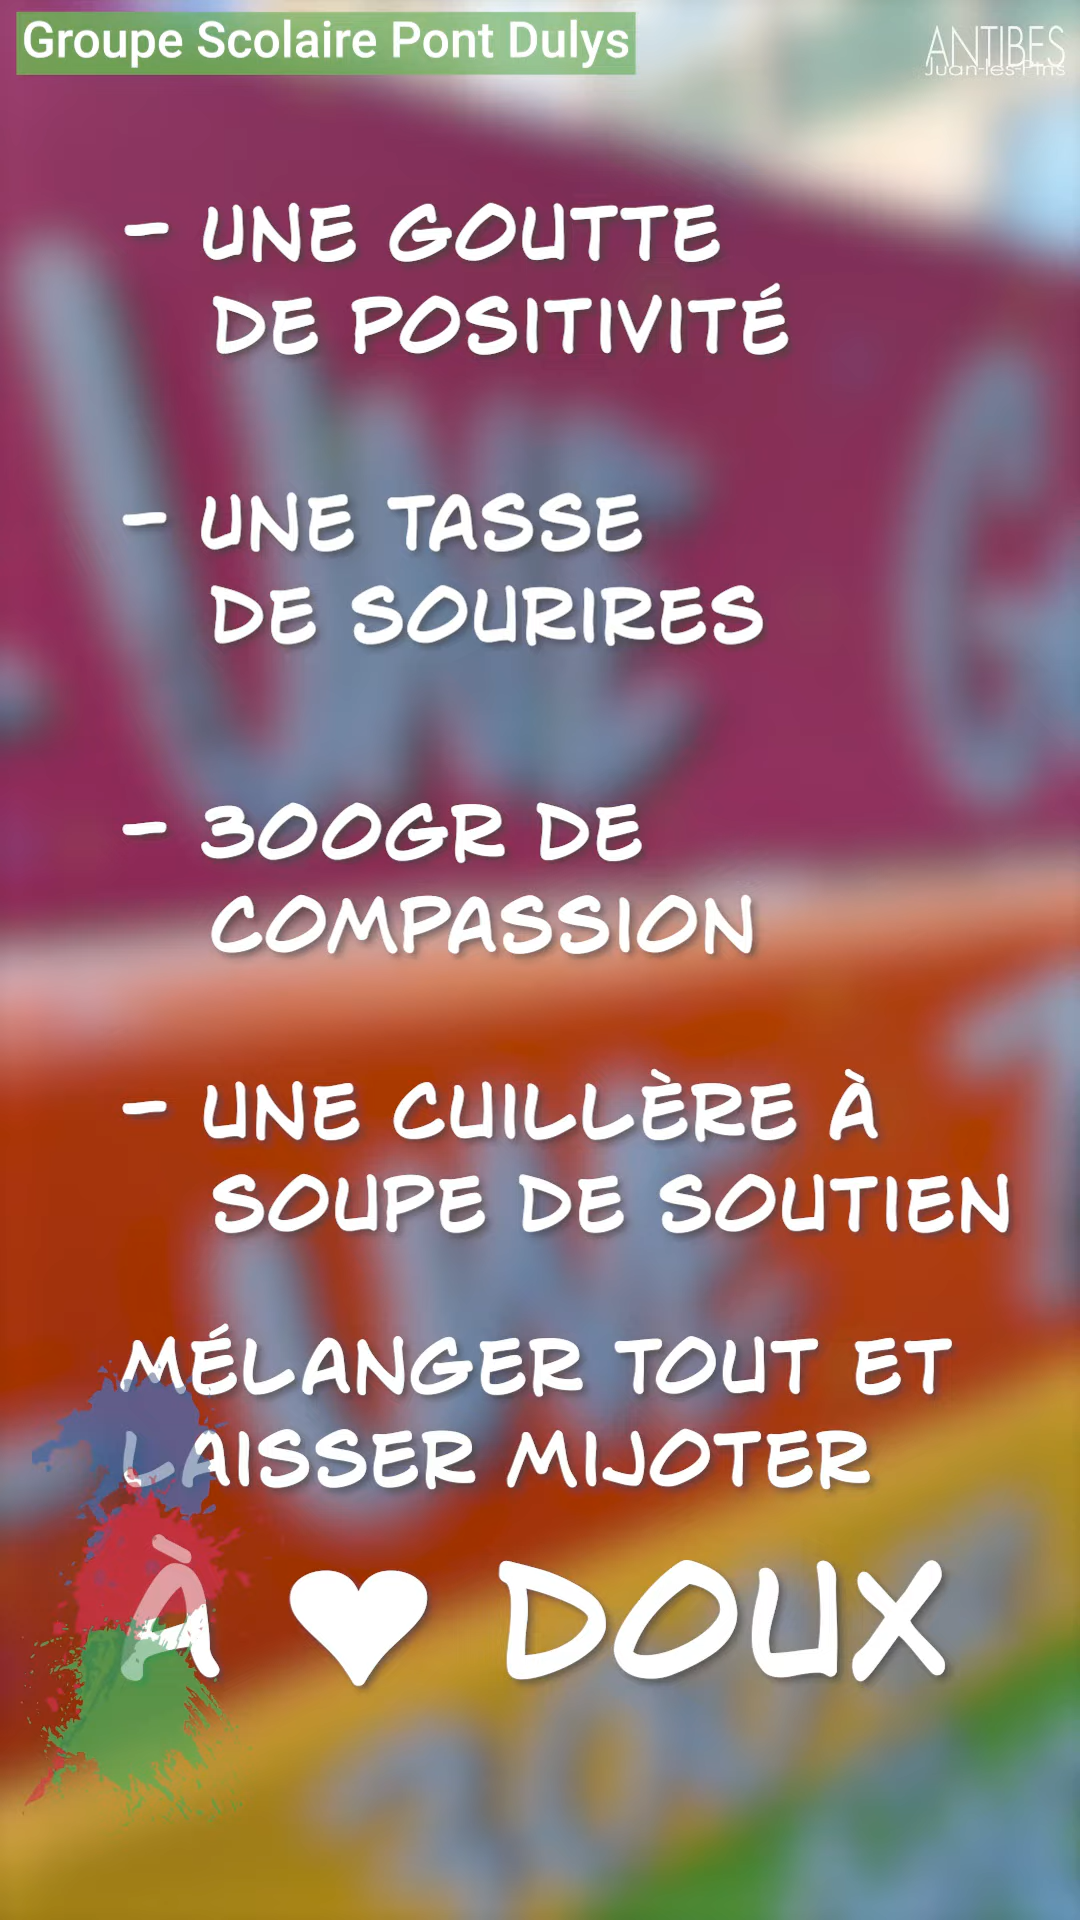 Groupe Scolaire Pont Dulys
ANTIBES
Juan-les-Pins
- UNE GOUTTE
DE POSITIVITÉ
- UNE TASSE
DE SOURIRES
- 300GR DE
COMPASSION
- UNE CUILLÈRE À
SOUPE DE SOUTIEN
MÉLANGER TOUT ET
LAISSER MIJOTER
À ♥ DOUX